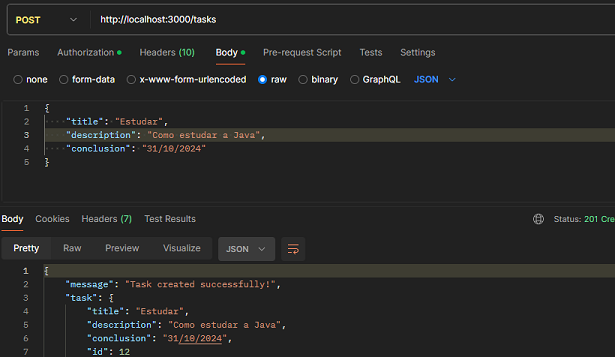 POST http://localhost:3000/tasks
Params Authorization Headers (10) Body Pre-request Script Tests Settings
none form-data x-www-form-urlencoded raw binary GraphQL JSON
1 {
2 "title": "Estudar",
3 "description": "Como estudar a Java",
4 "conclusion": "31/10/2024"
5 }
Body Cookies Headers (7) Test Results Status: 201 Cre
Pretty Raw Preview Visualize JSON
1 {
2 "message": "Task created successfully!",
3 "task": {
4 "title": "Estudar",
5 "description": "Como estudar a Java",
6 "conclusion": "31/10/2024",
7 "id": 12